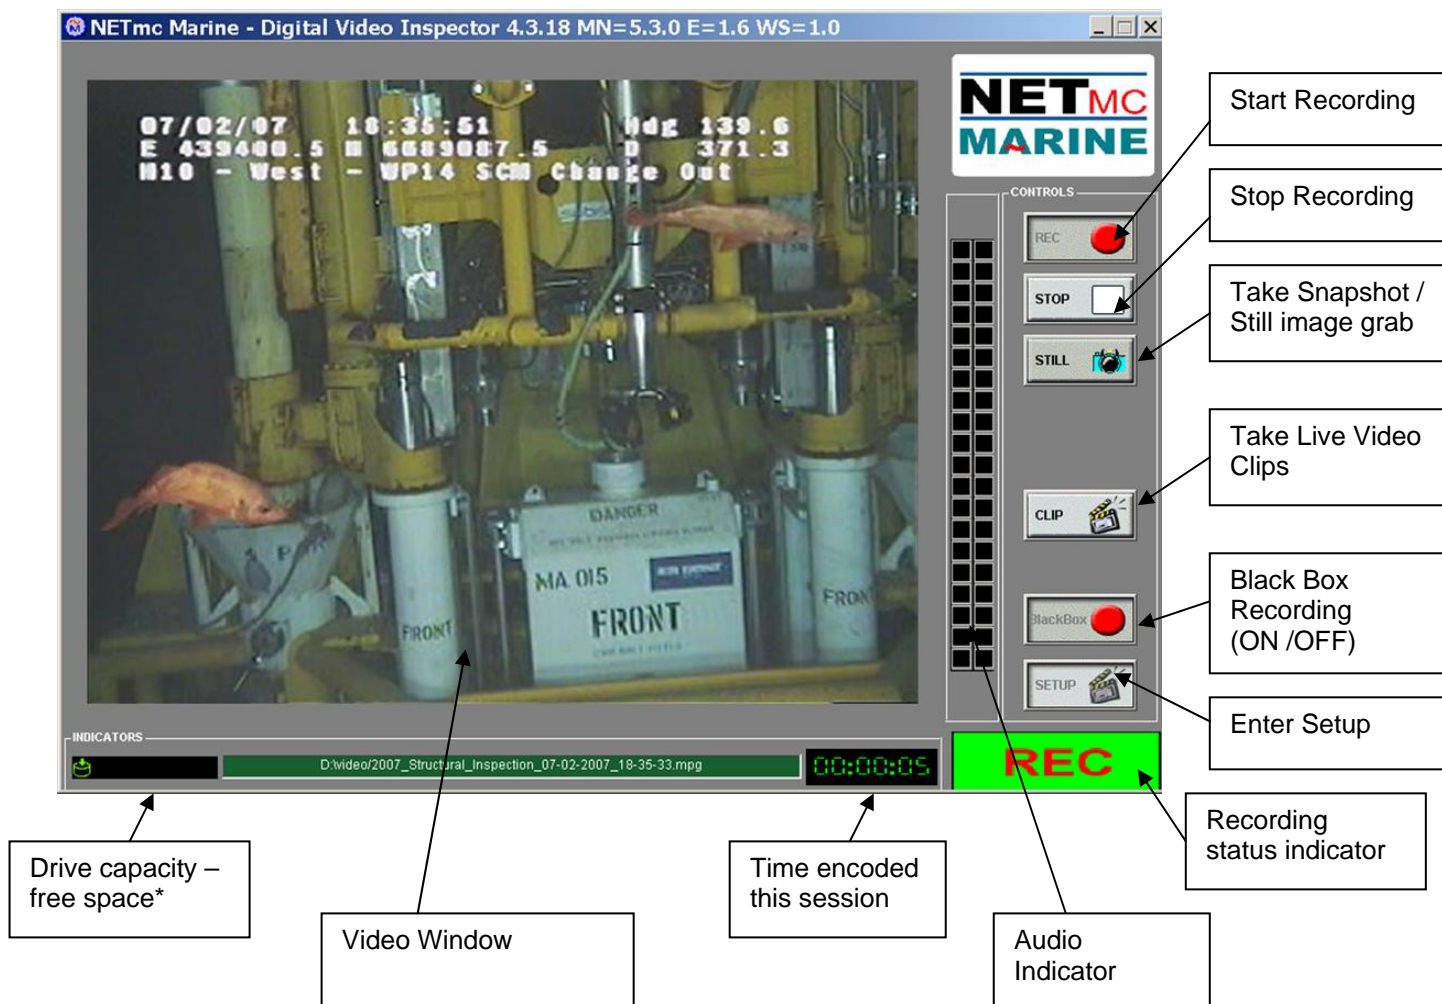 NETmc Marine - Digital Video Inspector 4.3.18 MN=5.3.0 E=1.6 WS=1.0
NETMC
MARINE
07/02/07 18:35:51 Hdg 139.6
E 439400.5 N 6689087.5 D 371.3
M10 - West - WP14 SCM Change Out
DANGER
MA 015
FRONT
FRONT
FRONT
CONTROLS
REC
STOP
STILL
CLIP
BlackBox
SETUP
INDICATORS
D:\video/2007_Structural_Inspection_07-02-2007_18-35-33.mpg
00:00:05
REC
Start Recording
Stop Recording
Take Snapshot /
Still image grab
Take Live Video
Clips
Black Box
Recording
(ON /OFF)
Enter Setup
Recording
status indicator
Drive capacity –
free space*
Video Window
Time encoded
this session
Audio
Indicator